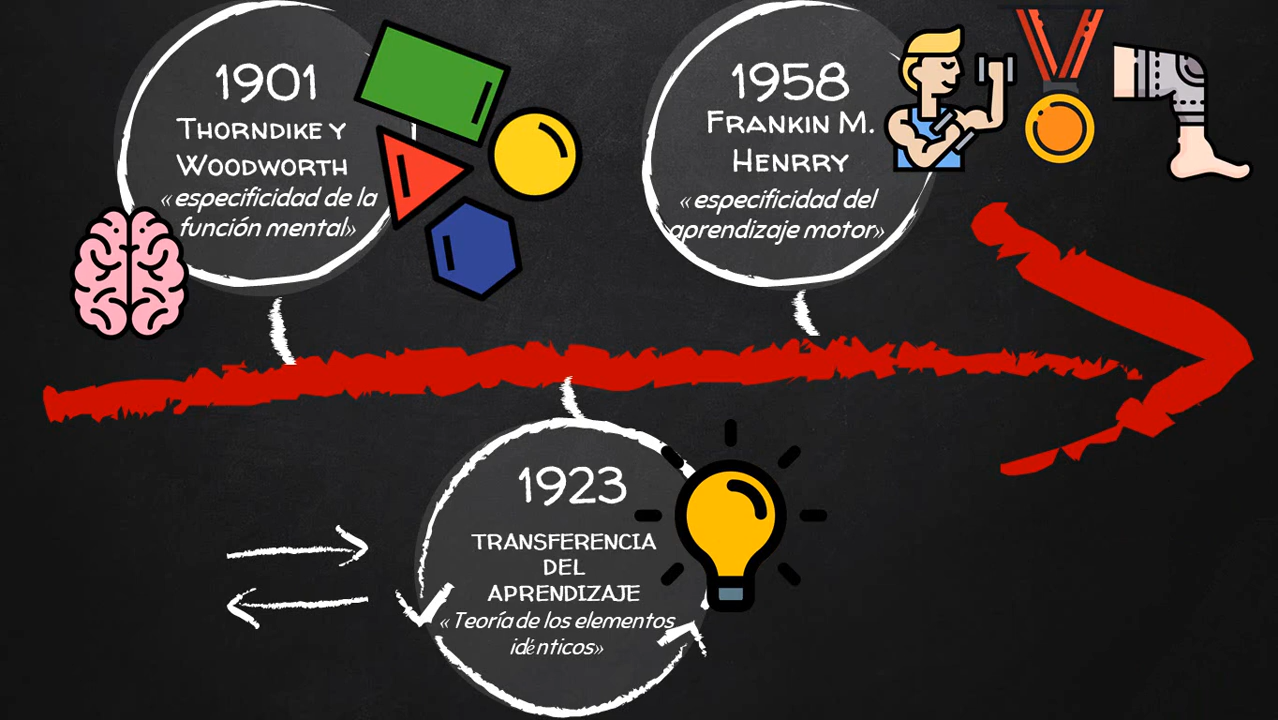 1901
THORNDIKE Y
WOODWORTH
« especificidad de la
función mental»
1958
FRANKIN M.
HENRRY
« especificidad del
aprendizaje motor»
1923
TRANSFERENCIA
DEL
APRENDIZAJE
« Teoría de los elementos
idénticos»